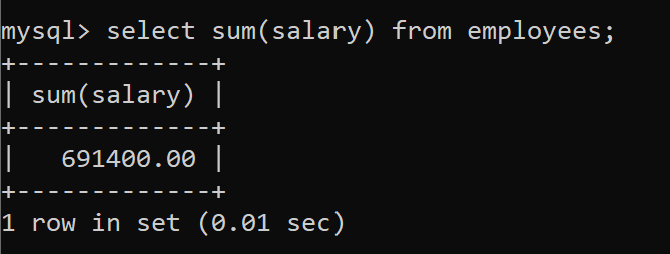 mysql> select sum(salary) from employees;
+-------------+
| sum(salary) |
+-------------+
|   691400.00 |
+-------------+
1 row in set (0.01 sec)